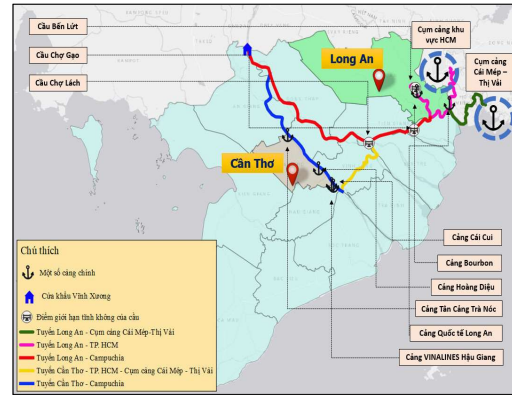 Cầu Bến Lứt
Cầu Chợ Gạo
Cầu Chợ Lách
Cụm cảng khu
vực HCM
Cụm cảng
Cái Mép –
Thị Vải
Long An
Cần Thơ
Cảng Cái Cui
Cảng Bourbon
Cảng Hoàng Diệu
Cảng Tân Cảng Trà Nóc
Cảng Quốc tế Long An
Cảng VINALINES Hậu Giang
Chú thích
Một số cảng chính
Cửa khẩu Vĩnh Xương
Điểm giới hạn tĩnh không của cầu
Tuyến Long An - Cụm cảng Cái Mép-Thị Vải
Tuyến Long An - TP. HCM
Tuyến Long An - Campuchia
Tuyến Cần Thơ - TP. HCM - Cụm cảng Cái Mép - Thị Vải
Tuyến Cần Thơ - Campuchia